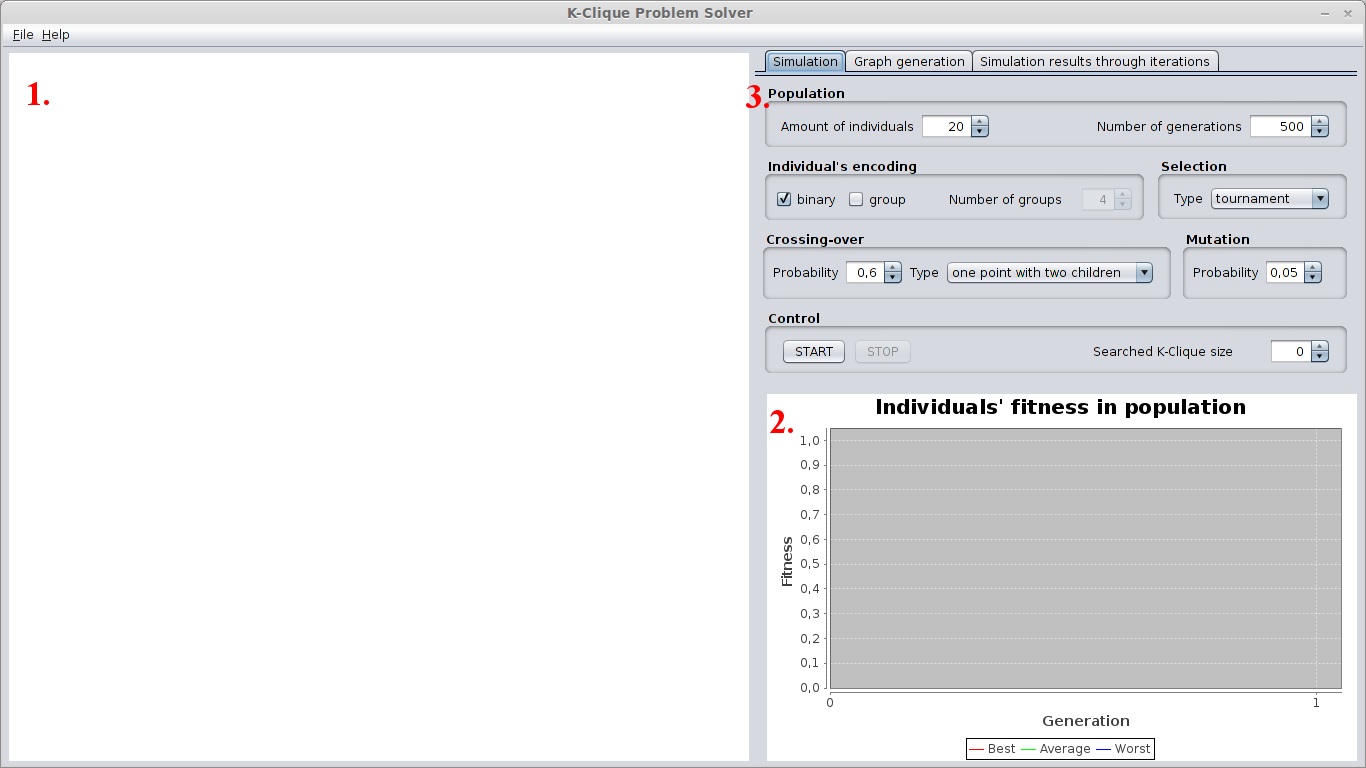 K-Clique Problem Solver
File Help
1.
Simulation Graph generation Simulation results through iterations
3.
Population
Amount of individuals 20 Number of generations 500
Individual's encoding Selection
binary group Number of groups 4 Type tournament
Crossing-over Mutation
Probability 0,6 Type one point with two children Probability 0,05
Control
START STOP Searched K-Clique size 0
2.
Individuals' fitness in population
1,0
0,9
0,8
0,7
0,6
0,5
0,4
0,3
0,2
0,1
0,0
Fitness
0 1
Generation
Best Average Worst